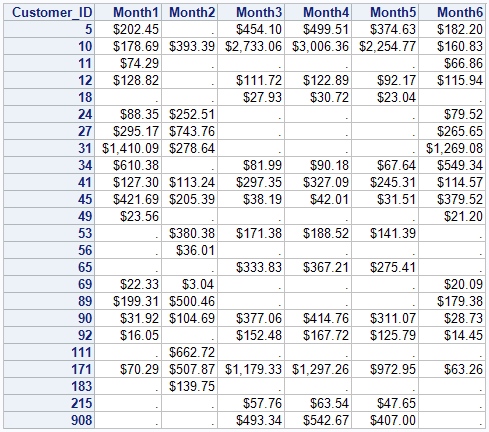 Customer_ID Month1 Month2 Month3 Month4 Month5 Month6
5 $202.45 . $454.10 $499.51 $374.63 $182.20
10 $178.69 $393.39 $2,733.06 $3,006.36 $2,254.77 $160.83
11 $74.29 . . . . $66.86
12 $128.82 . $111.72 $122.89 $92.17 $115.94
18 . . $27.93 $30.72 $23.04 .
24 $88.35 $252.51 . . . $79.52
27 $295.17 $743.76 . . . $265.65
31 $1,410.09 $278.64 . . . $1,269.08
34 $610.38 . $81.99 $90.18 $67.64 $549.34
41 $127.30 $113.24 $297.35 $327.09 $245.31 $114.57
45 $421.69 $205.39 $38.19 $42.01 $31.51 $379.52
49 $23.56 . . . . $21.20
53 . $380.38 $171.38 $188.52 $141.39 .
56 . $36.01 . . . .
65 . . $333.83 $367.21 $275.41 .
69 $22.33 $3.04 . . . $20.09
89 $199.31 $500.46 . . . $179.38
90 $31.92 $104.69 $377.06 $414.76 $311.07 $28.73
92 $16.05 . $152.48 $167.72 $125.79 $14.45
111 . $662.72 . . . .
171 $70.29 $507.87 $1,179.33 $1,297.26 $972.95 $63.26
183 . $139.75 . . . .
215 . . $57.76 $63.54 $47.65 .
908 . . $493.34 $542.67 $407.00 .